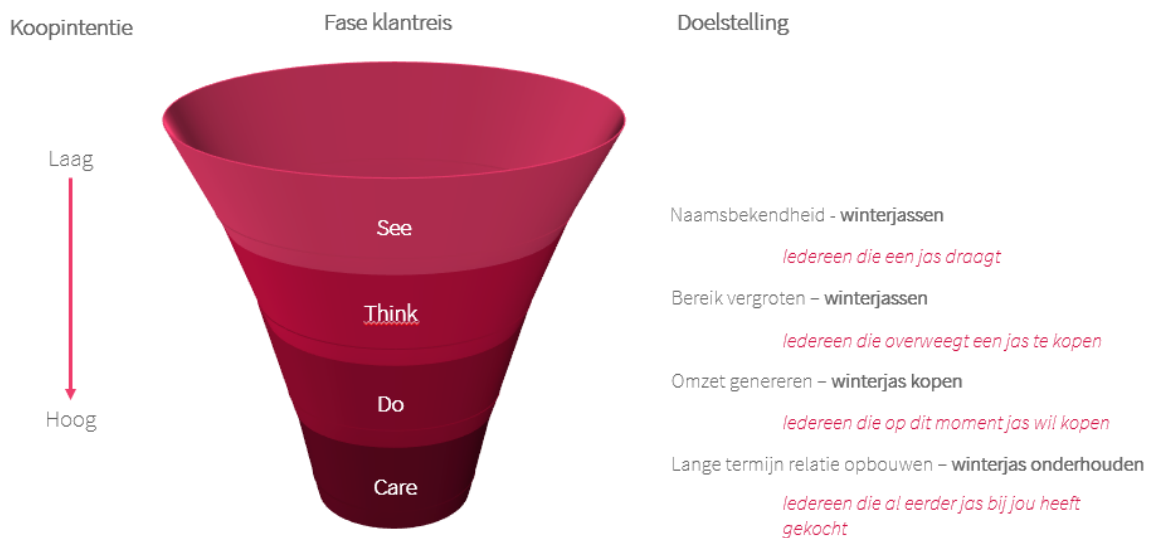 Koopintentie
Fase klantreis
Doelstelling
Laag
See
Naamsbekendheid - winterjassen
Iedereen die een jas draagt
Think
Bereik vergroten – winterjassen
Iedereen die overweegt een jas te kopen
Do
Omzet genereren – winterjas kopen
Hoog
Iedereen die op dit moment jas wil kopen
Care
Lange termijn relatie opbouwen – winterjas onderhouden
Iedereen die al eerder jas bij jou heeft
gekocht